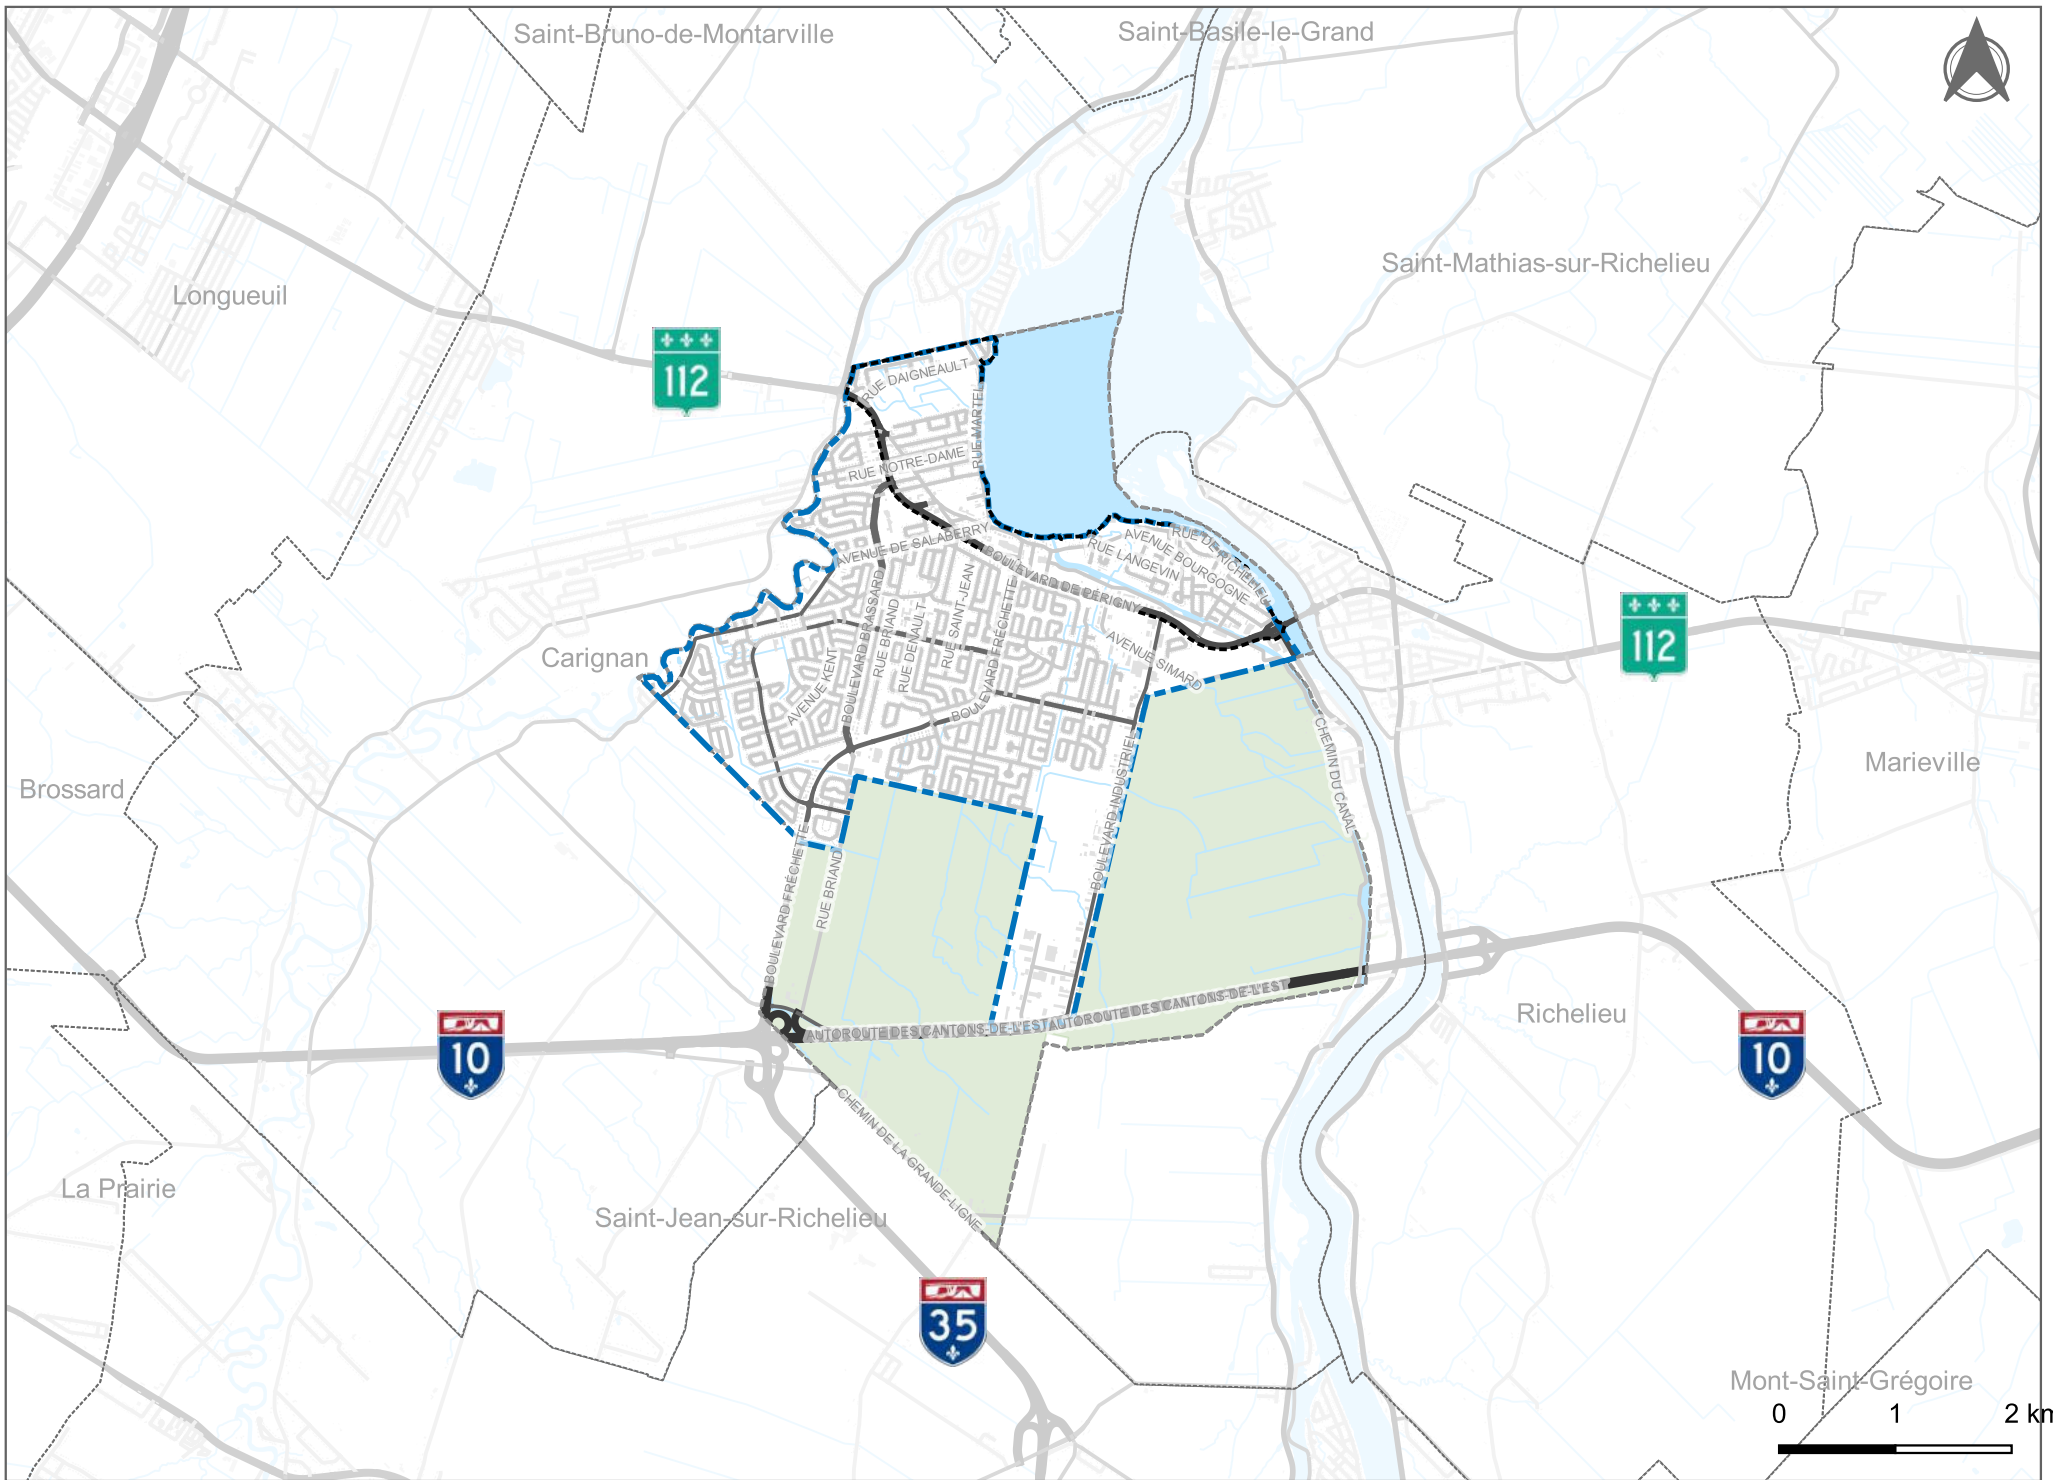 Saint-Bruno-de-Montarville
Saint-Basile-le-Grand
Saint-Mathias-sur-Richelieu
Longueuil
112
RUE DAIGNEAULT
RUE MARTEL
RUE NOTRE-DAME
AVENUE DE SALABERRY
BOULEVARD DE PÉRIGNY
RUE DE RICHELIEU
AVENUE BOURGOGNE
RUE LANGEVIN
112
BOULEVARD BRASSARD
RUE BRIAND
RUE DENAULT
RUE SAINT-JEAN
BOULEVARD FRÉCHETTE
AVENUE SIMARD
Carignan
AVENUE KENT
BOULEVARD FRÉCHETTE
CHEMIN DU CANAL
BOULEVARD INDUSTRIEL
Brossard
Marieville
BOULEVARD FRÉCHETTE
RUE BRIAND
AUTOROUTE DES CANTONS-DE-L'EST
AUTOROUTE DES CANTONS-DE-L'EST
Richelieu
10
10
CHEMIN DE LA GRANDE-LIGNE
La Prairie
Saint-Jean-sur-Richelieu
35
Mont-Saint-Grégoire
0 1 2 km